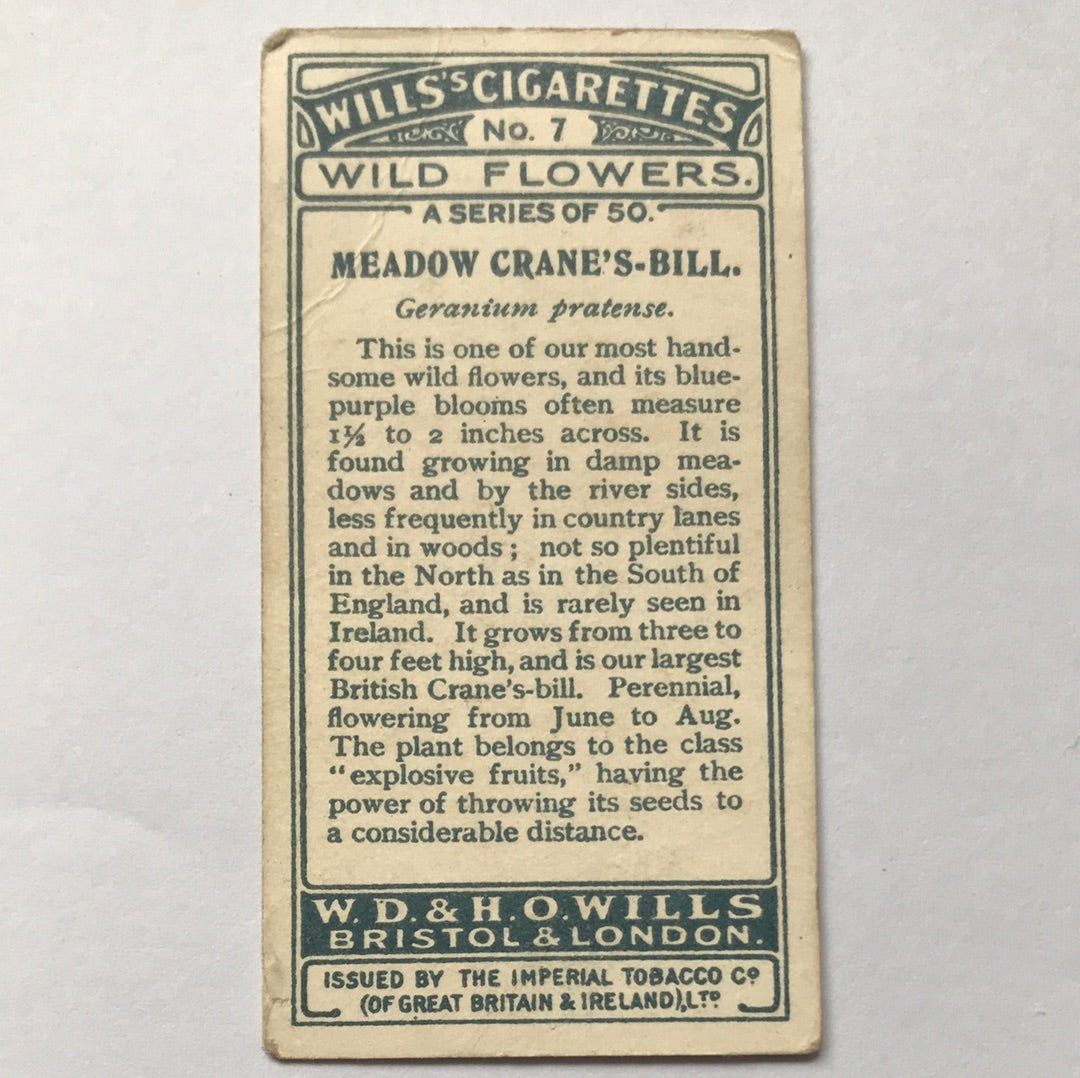 WILLS'S CIGARETTES
No. 7
WILD FLOWERS.
A SERIES OF 50.
MEADOW CRANE'S-BILL.
Geranium pratense.
This is one of our most hand-
some wild flowers, and its blue-
purple blooms often measure
1½ to 2 inches across. It is
found growing in damp mea-
dows and by the river sides,
less frequently in country lanes
and in woods; not so plentiful
in the North as in the South of
England, and is rarely seen in
Ireland. It grows from three to
four feet high, and is our largest
British Crane's-bill. Perennial,
flowering from June to Aug.
The plant belongs to the class
"explosive fruits," having the
power of throwing its seeds to
a considerable distance.
W. D. & H. O. WILLS
BRISTOL & LONDON.
ISSUED BY THE IMPERIAL TOBACCO Co.
(OF GREAT BRITAIN & IRELAND), LTD.